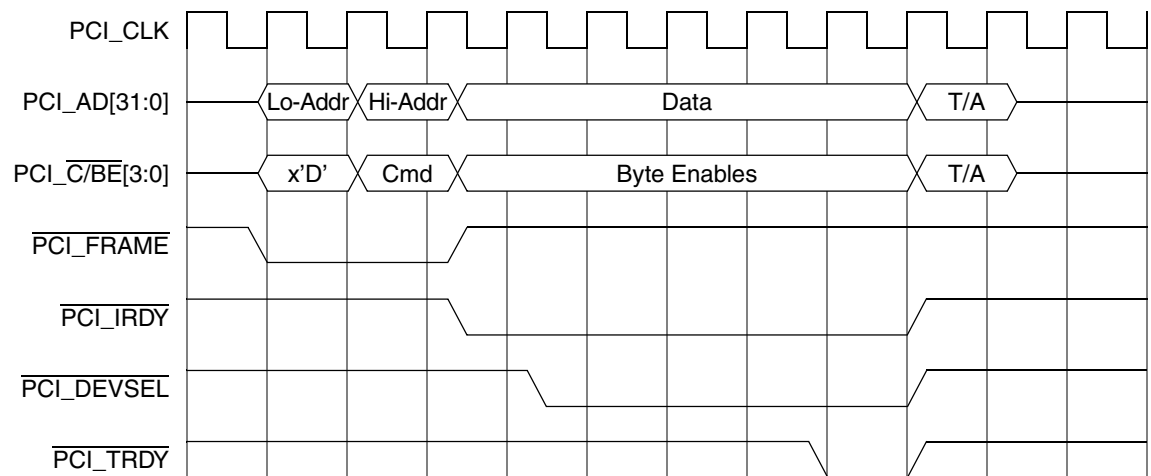 PCI_CLK
PCI_AD[31:0] Lo-Addr Hi-Addr Data T/A
PCI_C/BE[3:0] x’D’ Cmd Byte Enables T/A
PCI_FRAME
PCI_IRDY
PCI_DEVSEL
PCI_TRDY